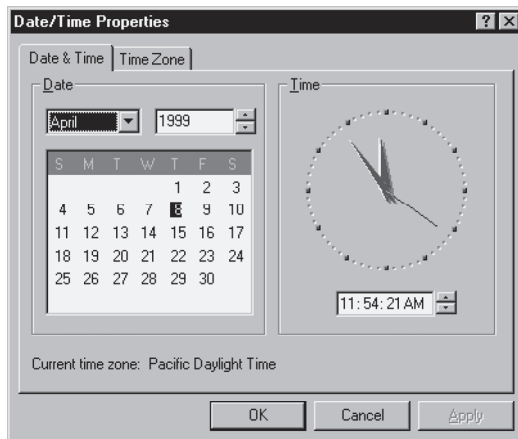 Date/Time Properties
Date & Time
Time Zone
Date
Time
April
1999
S M T W T F S
1 2 3
4 5 6 7 8 9 10
11 12 13 14 15 16 17
18 19 20 21 22 23 24
25 26 27 28 29 30
11:54:21 AM
Current time zone: Pacific Daylight Time
OK
Cancel
Apply